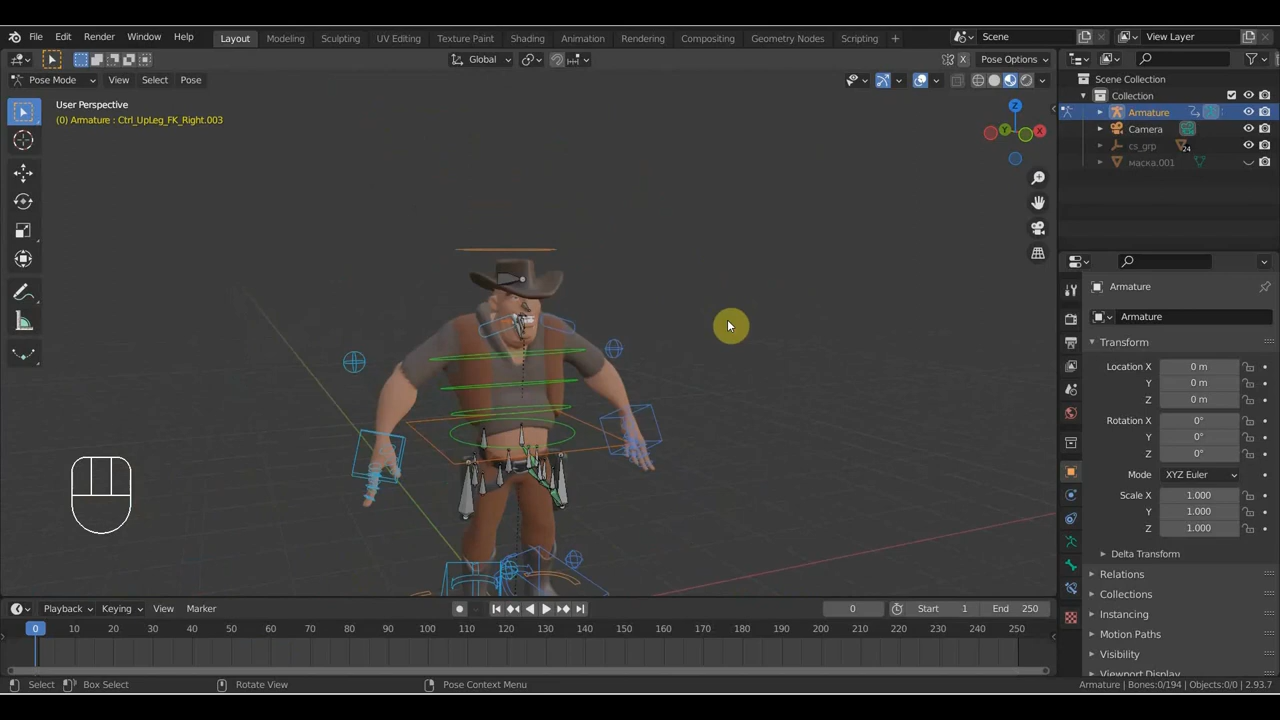 File Edit Render Window Help
Layout Modeling Sculpting UV Editing Texture Paint Shading Animation Rendering Compositing Geometry Nodes Scripting +
Scene
View Layer
Global
X
Pose Options
Pose Mode
View Select Pose
User Perspective
(0) Armature : Ctrl_UpLeg_FK_Right.003
Z
Y
X
Scene Collection
Collection
Armature
Camera
cs_grp
24
маска.001
Armature
Armature
Transform
Location X 0 m
Y 0 m
Z 0 m
Rotation X 0°
Y 0°
Z 0°
Mode XYZ Euler
Scale X 1.000
Y 1.000
Z 1.000
Delta Transform
Relations
Collections
Instancing
Motion Paths
Visibility
Viewport Display
Playback Keying View Marker
0
Start 1
End 250
0 10 20 30 40 50 60 70 80 90 100 110 120 130 140 150 160 170 180 190 200 210 220 230 240 250
Select
Box Select
Rotate View
Pose Context Menu
Armature | Bones:0/194 | Objects:0/0 | 2.93.7